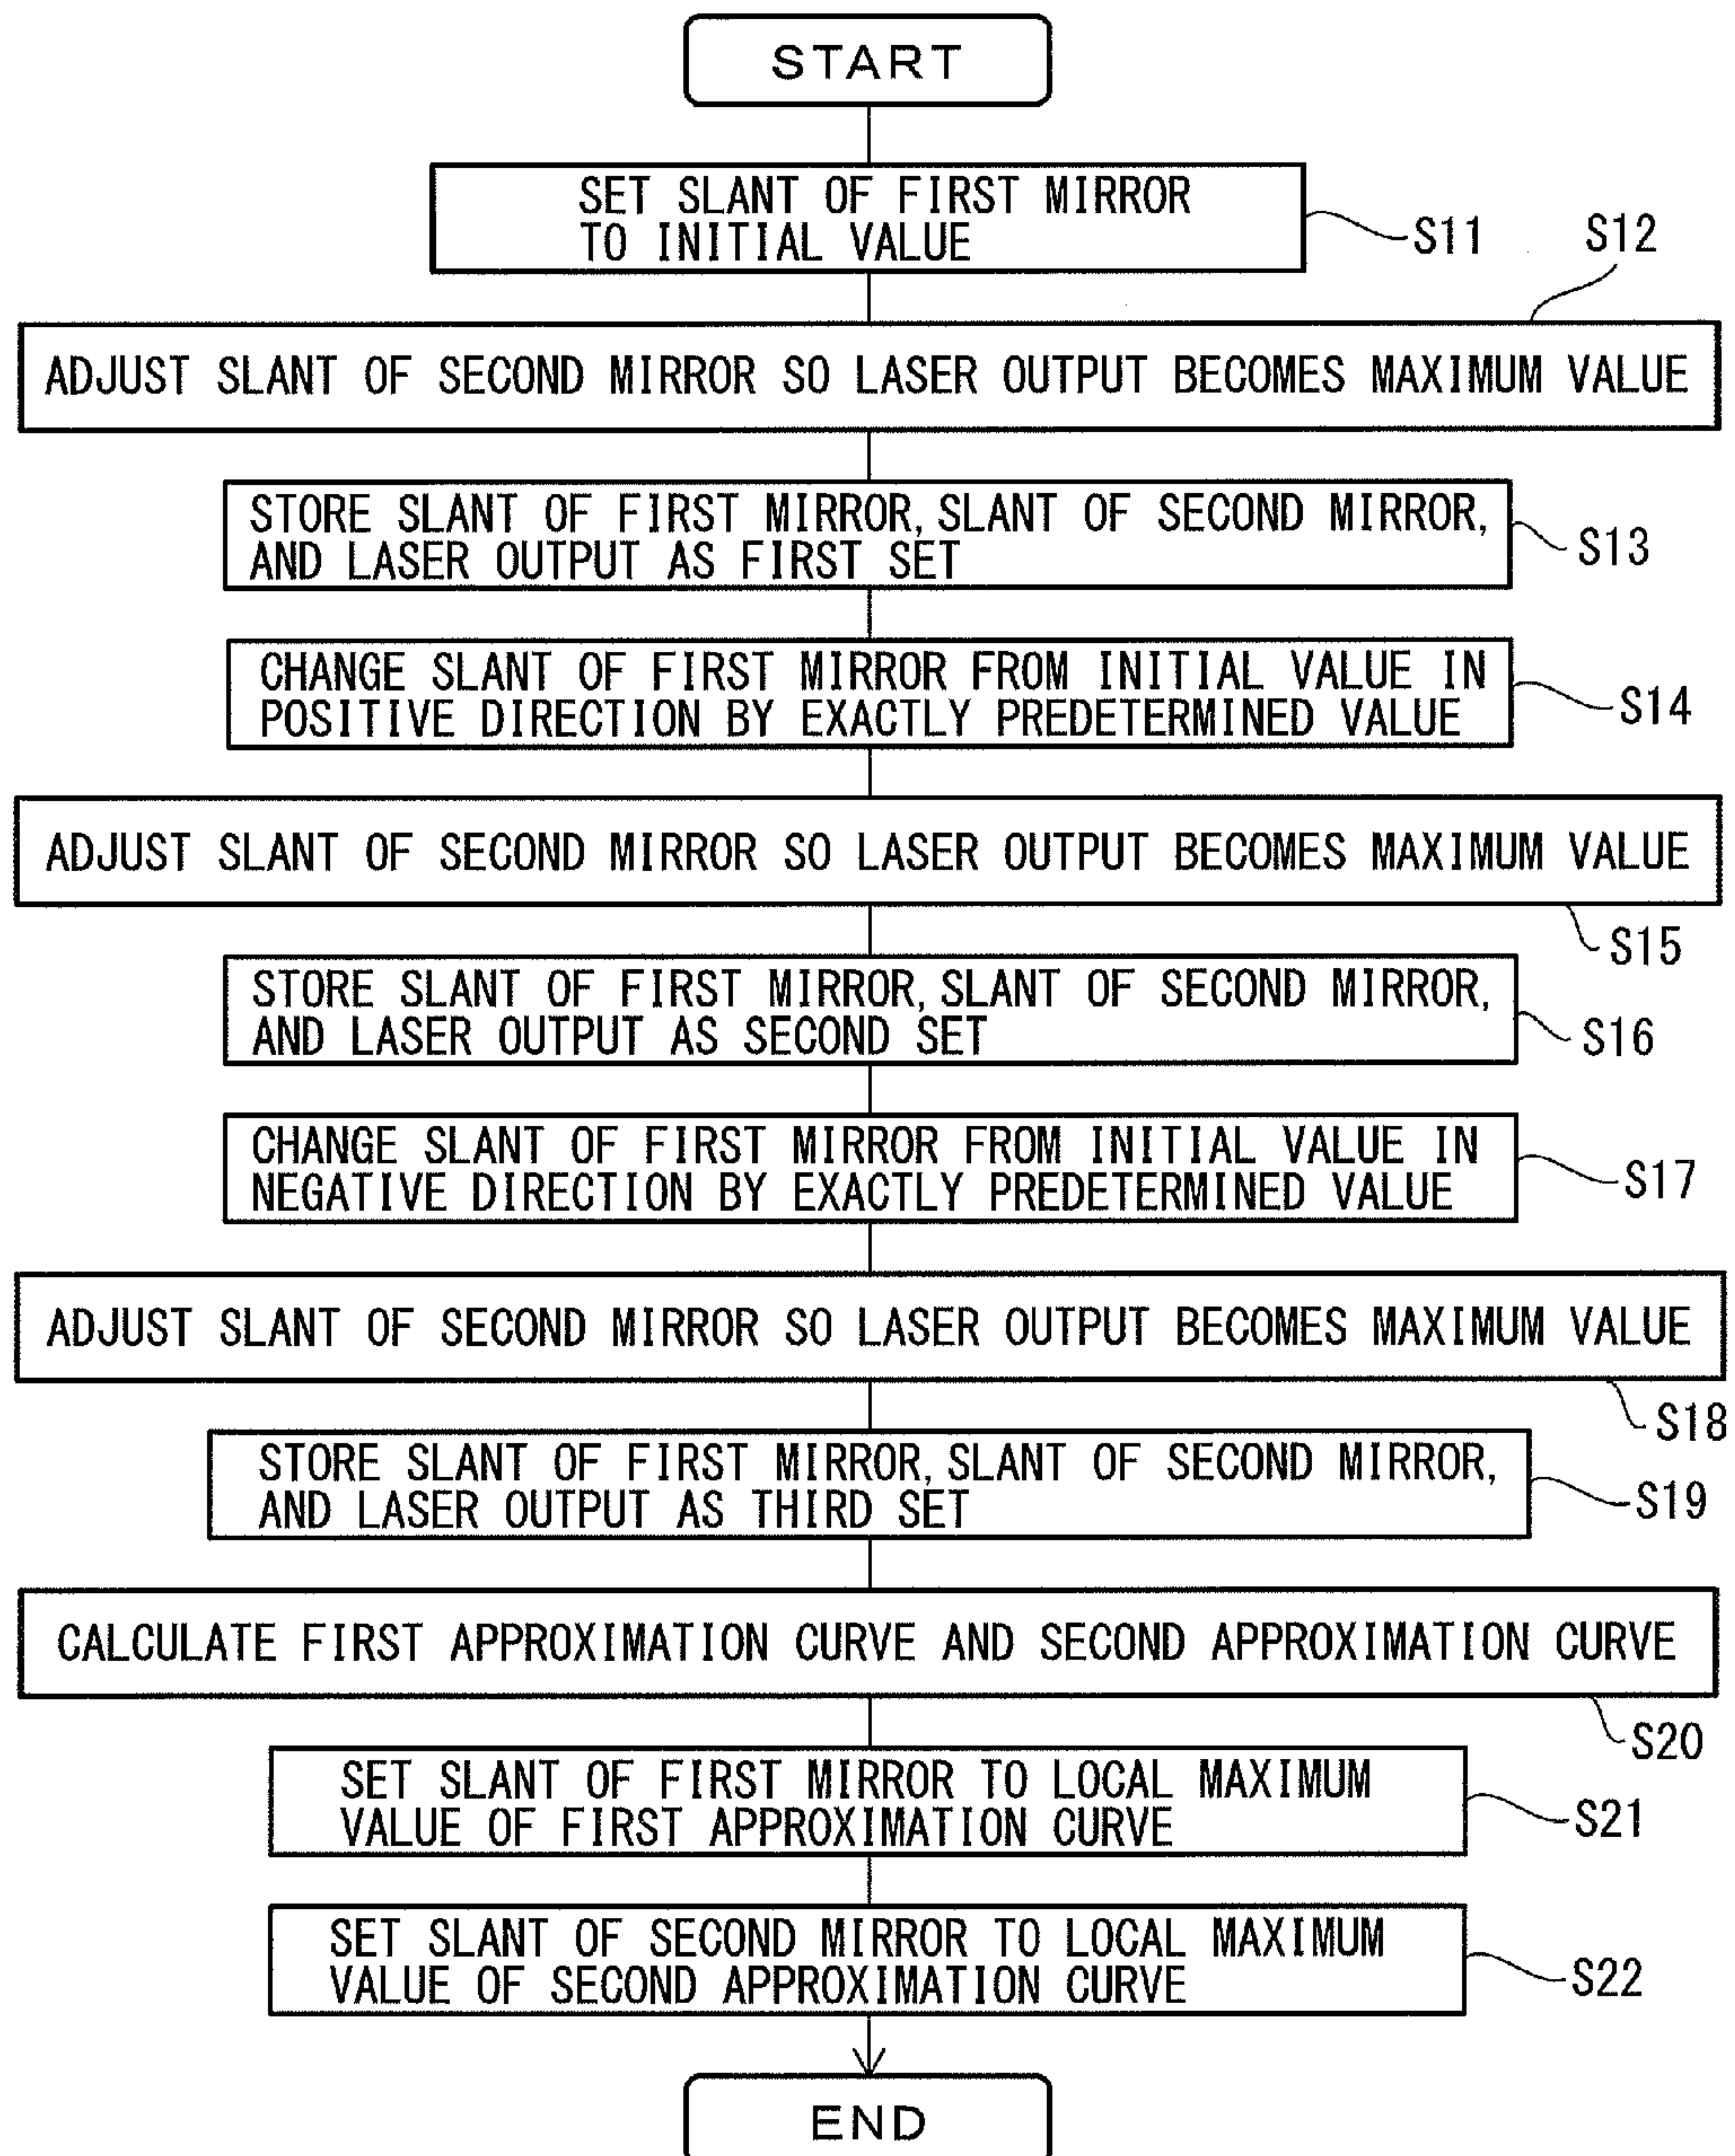 START
SET SLANT OF FIRST MIRROR
TO INITIAL VALUE
S11
S12
ADJUST SLANT OF SECOND MIRROR SO LASER OUTPUT BECOMES MAXIMUM VALUE
STORE SLANT OF FIRST MIRROR, SLANT OF SECOND MIRROR,
AND LASER OUTPUT AS FIRST SET
S13
CHANGE SLANT OF FIRST MIRROR FROM INITIAL VALUE IN
POSITIVE DIRECTION BY EXACTLY PREDETERMINED VALUE
S14
ADJUST SLANT OF SECOND MIRROR SO LASER OUTPUT BECOMES MAXIMUM VALUE
S15
STORE SLANT OF FIRST MIRROR, SLANT OF SECOND MIRROR,
AND LASER OUTPUT AS SECOND SET
S16
CHANGE SLANT OF FIRST MIRROR FROM INITIAL VALUE IN
NEGATIVE DIRECTION BY EXACTLY PREDETERMINED VALUE
S17
ADJUST SLANT OF SECOND MIRROR SO LASER OUTPUT BECOMES MAXIMUM VALUE
S18
STORE SLANT OF FIRST MIRROR, SLANT OF SECOND MIRROR,
AND LASER OUTPUT AS THIRD SET
S19
CALCULATE FIRST APPROXIMATION CURVE AND SECOND APPROXIMATION CURVE
S20
SET SLANT OF FIRST MIRROR TO LOCAL MAXIMUM
VALUE OF FIRST APPROXIMATION CURVE
S21
SET SLANT OF SECOND MIRROR TO LOCAL MAXIMUM
VALUE OF SECOND APPROXIMATION CURVE
S22
END